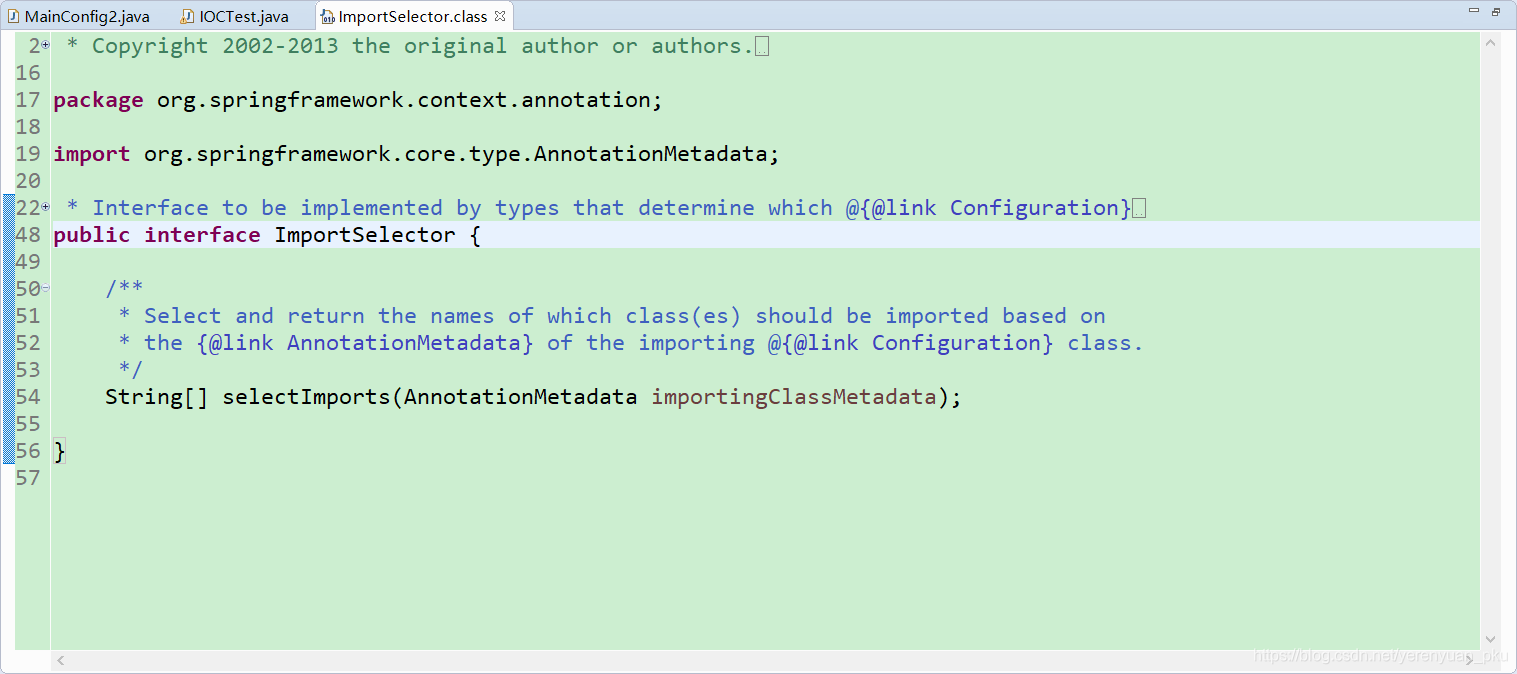 MainConfig2.java IOCTest.java ImportSelector.class
2 * Copyright 2002-2013 the original author or authors.
16
17 package org.springframework.context.annotation;
18
19 import org.springframework.core.type.AnnotationMetadata;
20
22 * Interface to be implemented by types that determine which @{@link Configuration}
48 public interface ImportSelector {
49
50 /**
51 * Select and return the names of which class(es) should be imported based on
52 * the {@link AnnotationMetadata} of the importing @{@link Configuration} class.
53 */
54 String[] selectImports(AnnotationMetadata importingClassMetadata);
55
56 }
57
https://blog.csdn.net/yerenyuan_pku